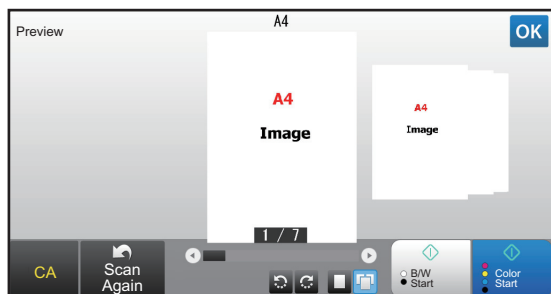 A4
Preview
OK
A4
Image
A4
Image
1 / 7
CA
Scan
Again
B/W
Start
Color
Start